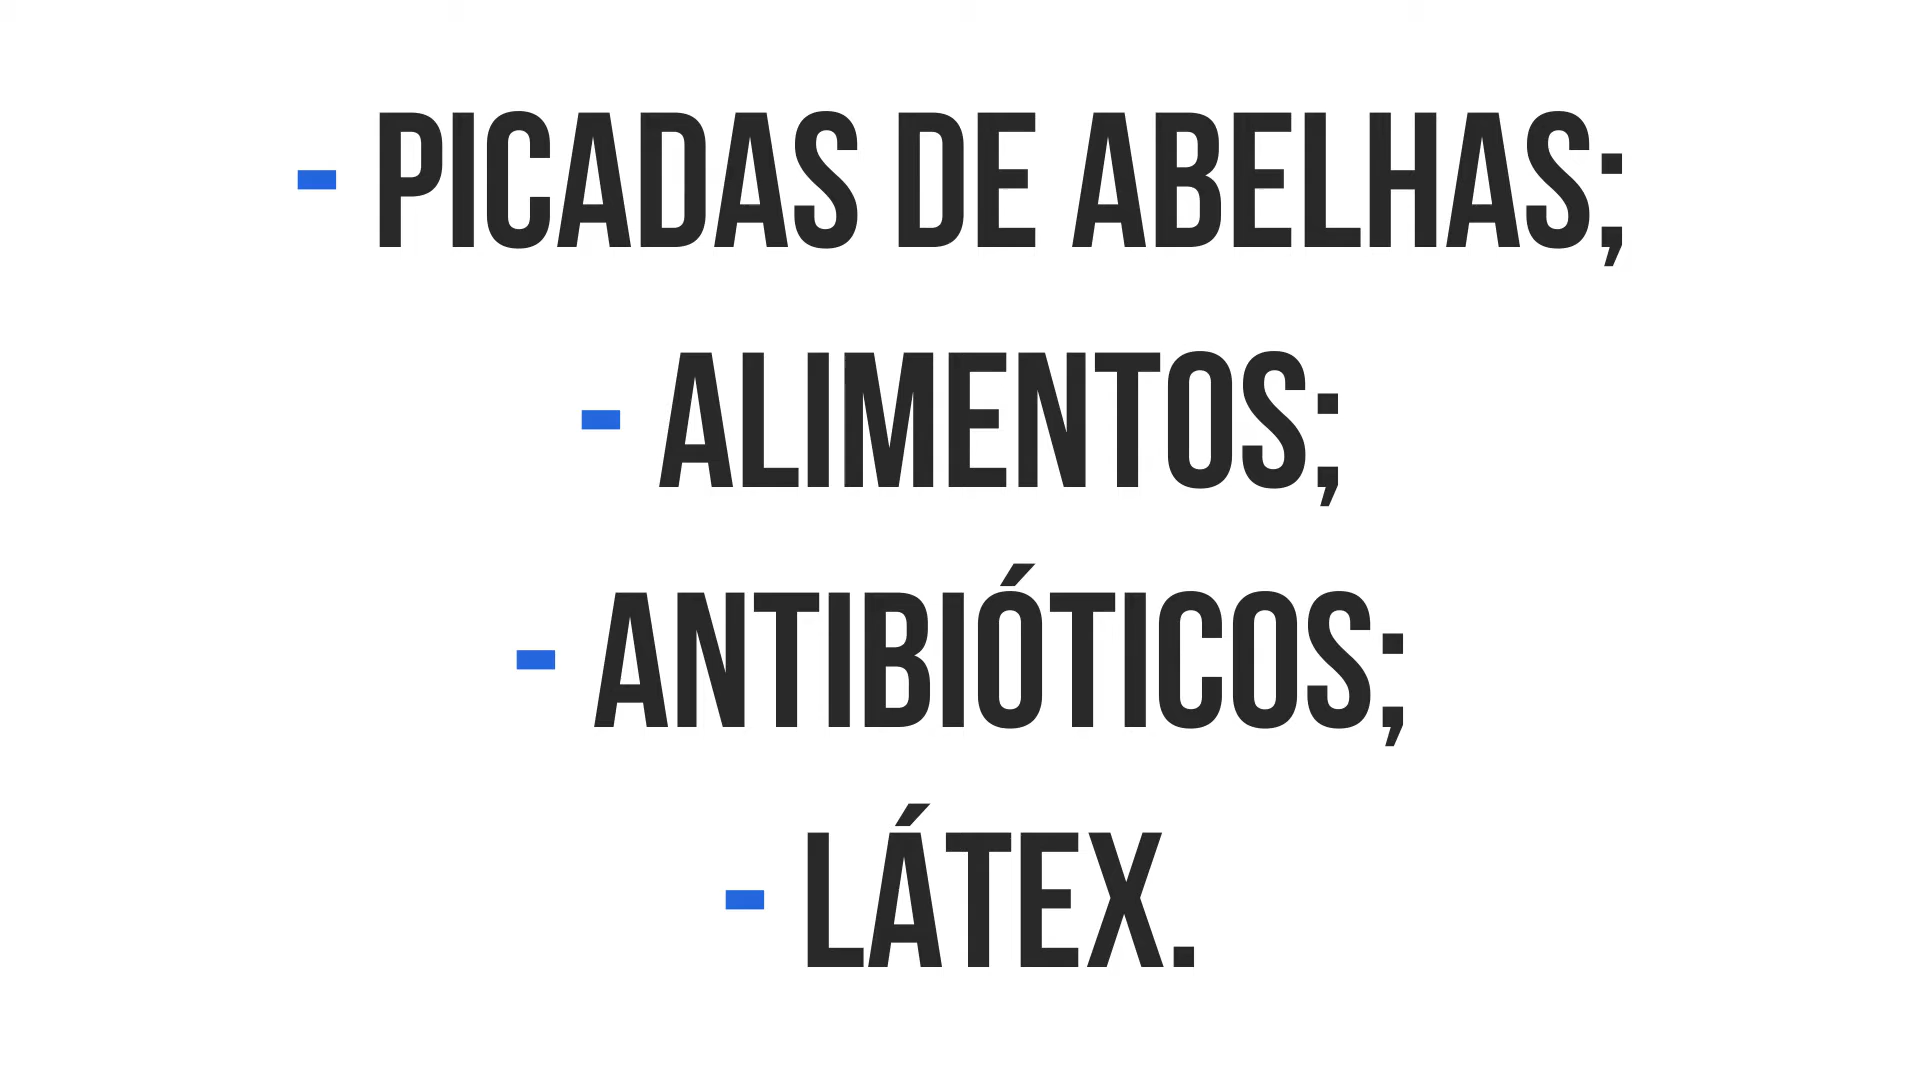 - PICADAS DE ABELHAS;
- ALIMENTOS;
- ANTIBIÓTICOS;
- LÁTEX.